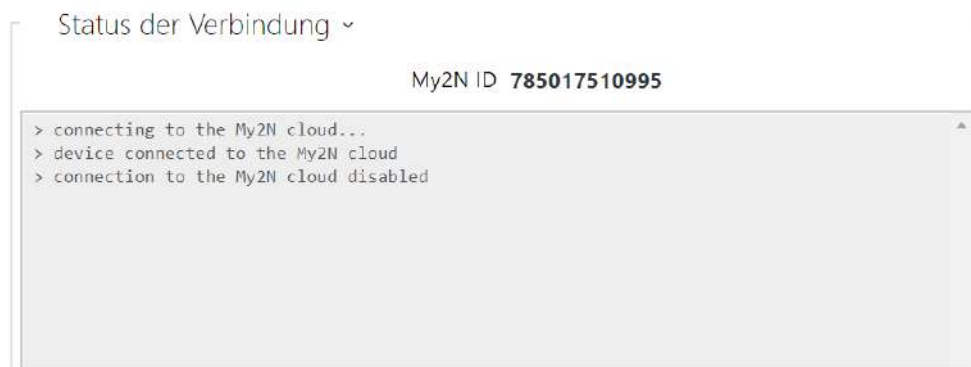 Status der Verbindung
My2N ID 785017510995
> connecting to the My2N cloud...
> device connected to the My2N cloud
> connection to the My2N cloud disabled